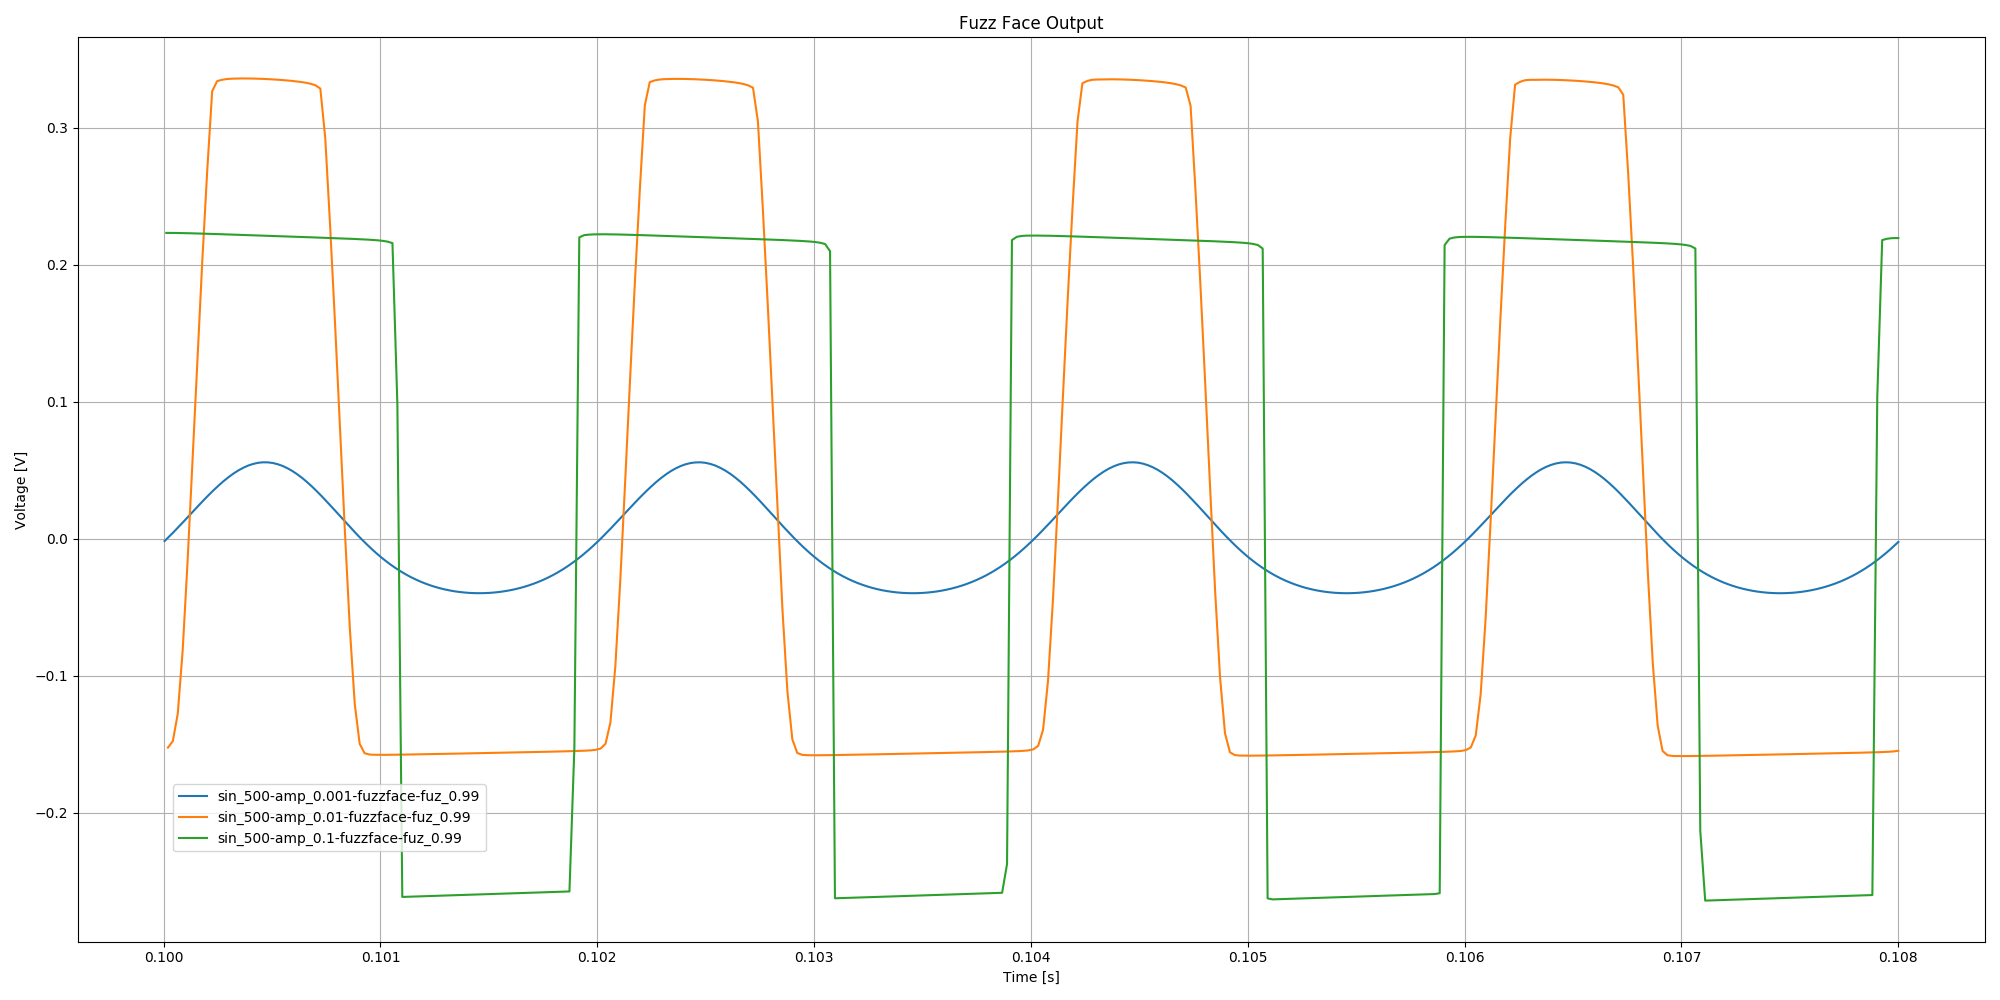 Fuzz Face Output
Voltage [V]
0.3
0.2
0.1
0.0
−0.1
−0.2
sin_500-amp_0.001-fuzzface-fuz_0.99
sin_500-amp_0.01-fuzzface-fuz_0.99
sin_500-amp_0.1-fuzzface-fuz_0.99
0.100 0.101 0.102 0.103 0.104 0.105 0.106 0.107 0.108
Time [s]